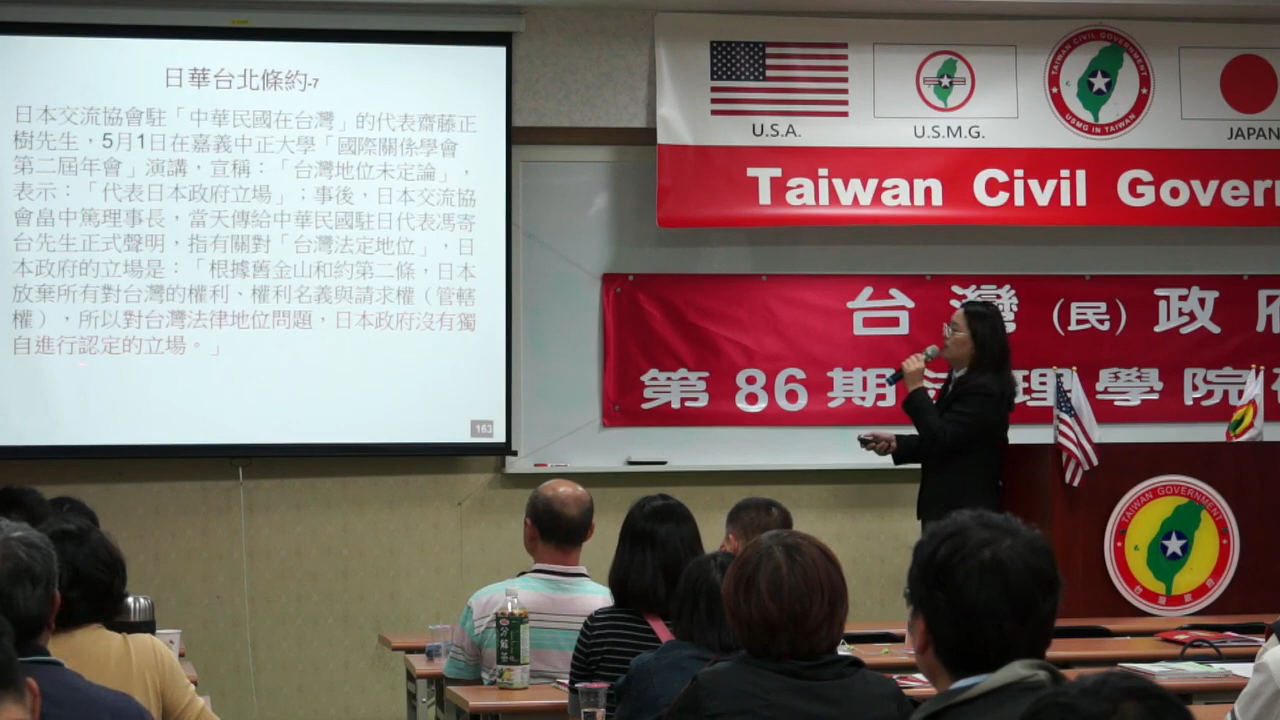 日華台北條約-7
日本交流協會駐「中華民國在台灣」的代表齋藤正
樹先生，5月1日在嘉義中正大學「國際關係學會
第二屆年會」演講，宣稱：「台灣地位未定論」，
表示：「代表日本政府立場」；事後，日本交流協
會畠中篤理事長，當天傳給中華民國駐日代表馮寄
台先生正式聲明，指有關對「台灣法定地位」，日
本政府的立場是：「根據舊金山和約第二條，日本
放棄所有對台灣的權利、權利名義與請求權（管轄
權），所以對台灣法律地位問題，日本政府沒有獨
自進行認定的立場。」
163
U.S.A.
U.S.M.G.
TAIWAN CIVIL GOVERNMENT
USMG IN TAIWAN
JAPAN
Taiwan Civil Govern
台灣(民)政府
第86期 理學院
TAIWAN GOVERNMENT
台灣政府